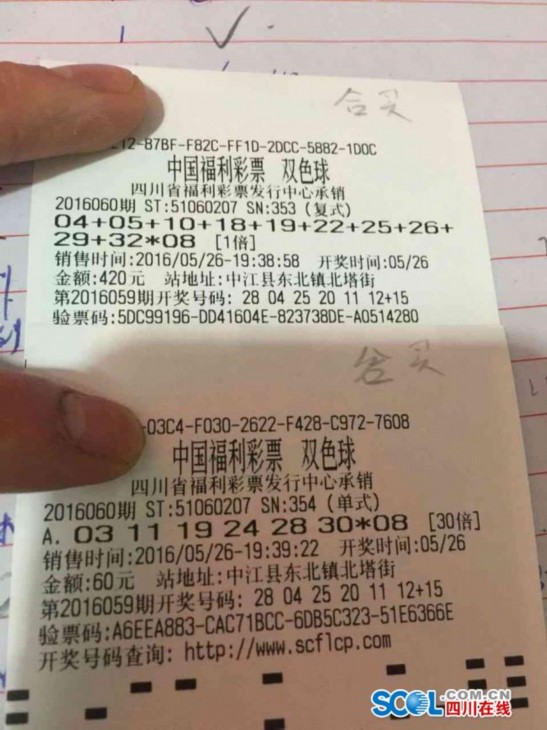 合买
212-B7BF-F82C-FF1D-2DCC-5882-1D0C
中国福利彩票 双色球
四川省福利彩票发行中心承销
2016060期 ST:51060207 SN:353 (复式)
04+05+10+18+19+22+25+26+
29+32*08 [1倍]
销售时间:2016/05/26-19:38:58 开奖时间:05/26
金额:420元 站地址:中江县东北镇北塔街
第2016059期开奖号码: 28 04 25 20 11 12+15
验票码:5DC99196-DD41604E-823738DE-A0514280
合买
-03C4-F030-2622-F428-C972-7608
中国福利彩票 双色球
四川省福利彩票发行中心承销
2016060期 ST:51060207 SN:354 (单式)
A. 03 11 19 24 28 30*08 [30倍]
销售时间:2016/05/26-19:39:22 开奖时间:05/26
金额:60元 站地址:中江县东北镇北塔街
第2016059期开奖号码: 28 04 25 20 11 12+15
验票码:A6EEA883-CAC71BCC-6DB5C323-51E6366E
开奖号码查询: http://www.scflcp.com
SCOL.COM.CN
四川在线